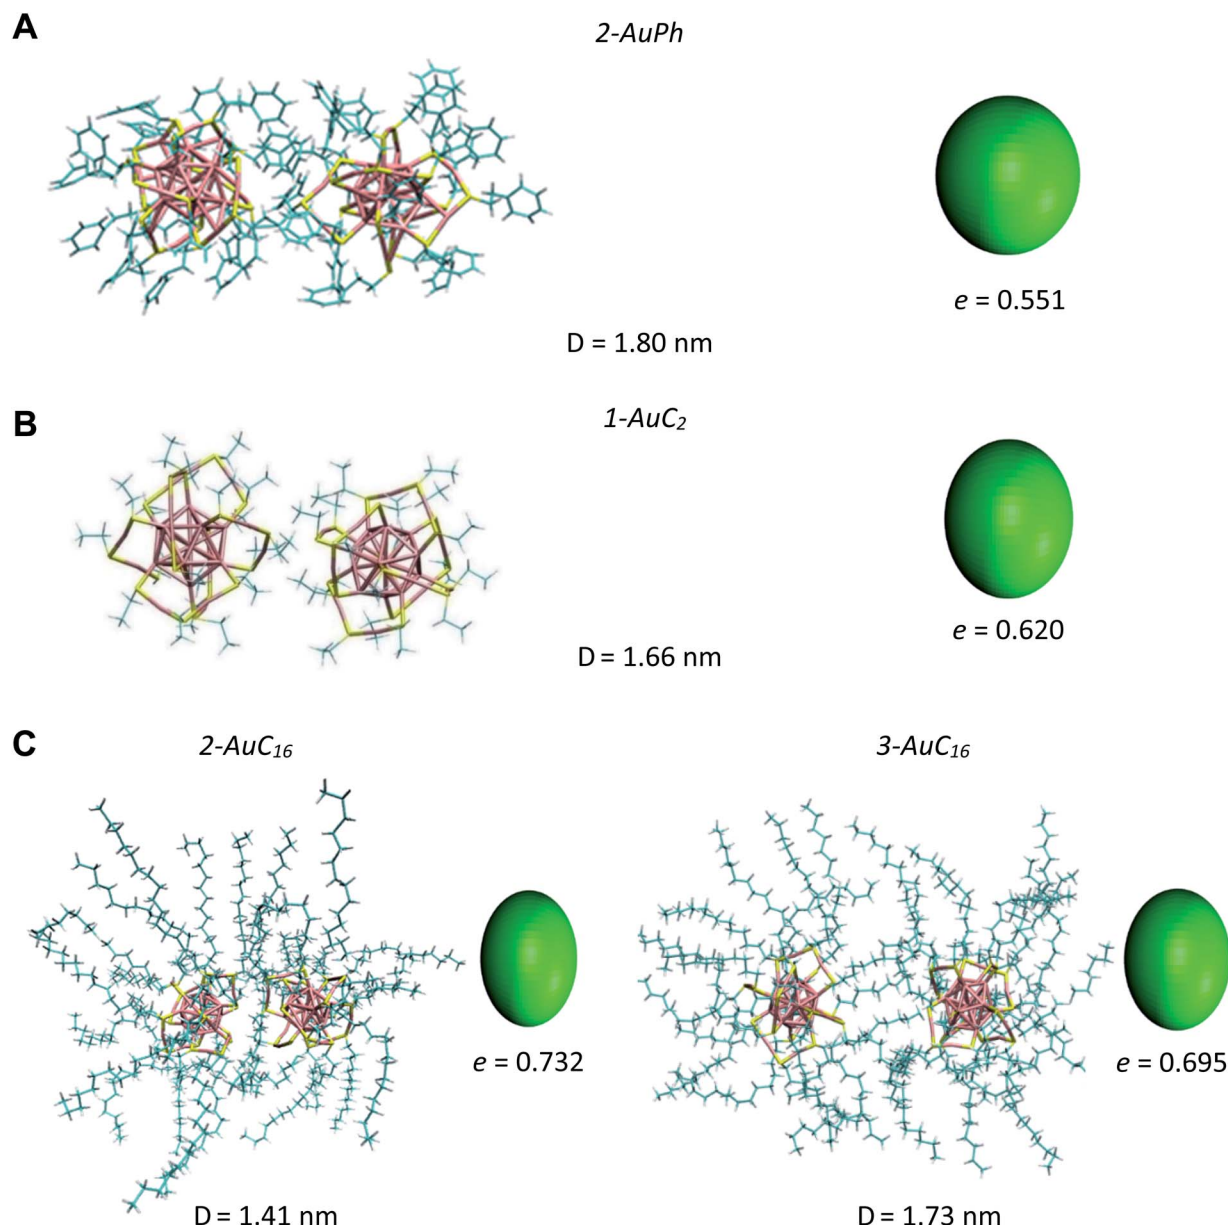 A
2-AuPh
e = 0.551
D = 1.80 nm
B
1-AuC₂
e = 0.620
D = 1.66 nm
C
2-AuC₁₆
3-AuC₁₆
e = 0.732
e = 0.695
D = 1.41 nm
D = 1.73 nm